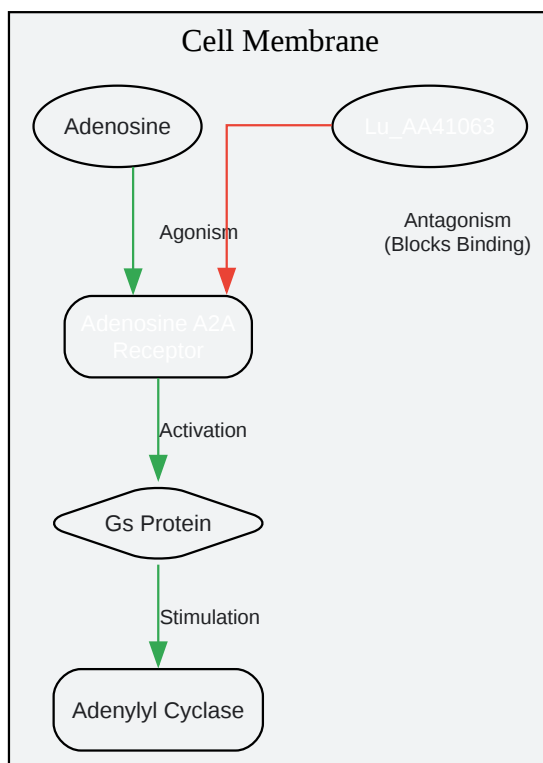 Cell Membrane
Adenosine
Lu_AA41063
Agonism
Antagonism
(Blocks Binding)
Adenosine A2A
Receptor
Activation
Gs Protein
Stimulation
Adenylyl Cyclase